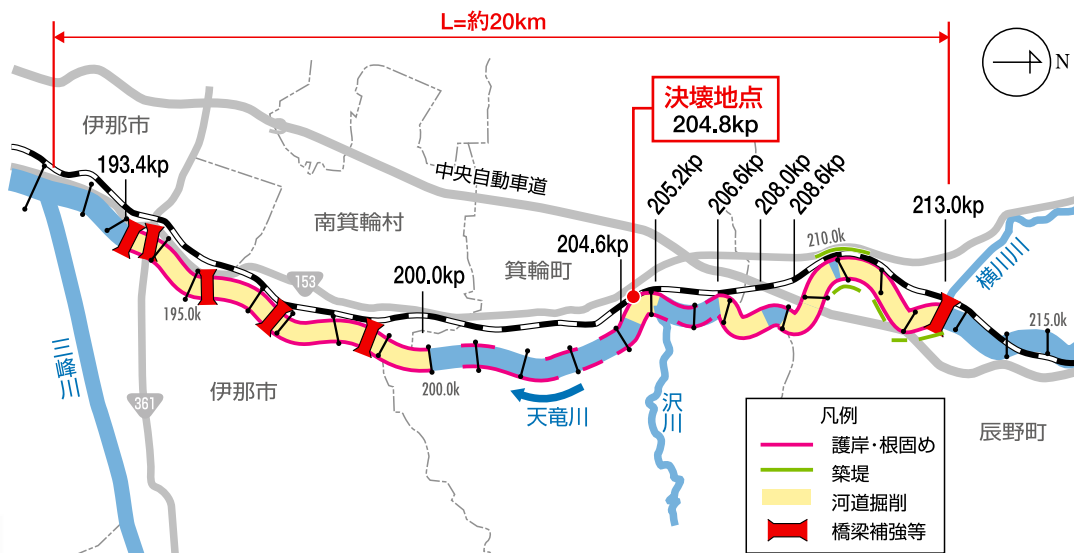 L=約20km
N
決壊地点
204.8kp
伊那市
193.4kp
中央自動車道
205.2kp
206.6kp
208.0kp
208.6kp
213.0kp
南箕輪村
箕輪町
204.6kp
210.0k
横川川
153
200.0kp
195.0k
215.0k
三峰川
伊那市
200.0k
361
天竜川
沢川
辰野町
凡例
護岸・根固め
築堤
河道掘削
橋梁補強等